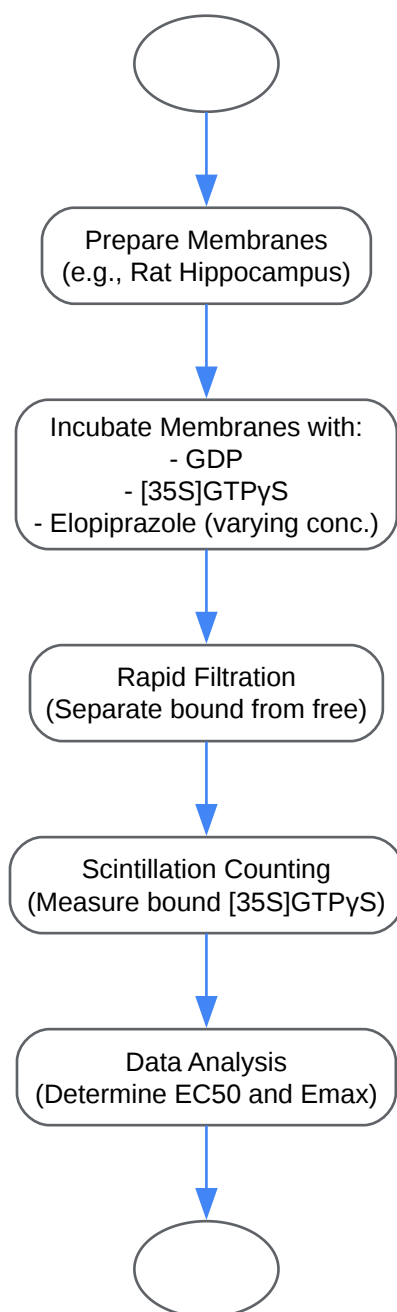 Prepare Membranes
(e.g., Rat Hippocampus)
Incubate Membranes with:
- GDP
- [35S]GTPγS
- Elopiprazole (varying conc.)
Rapid Filtration
(Separate bound from free)
Scintillation Counting
(Measure bound [35S]GTPγS)
Data Analysis
(Determine EC50 and Emax)